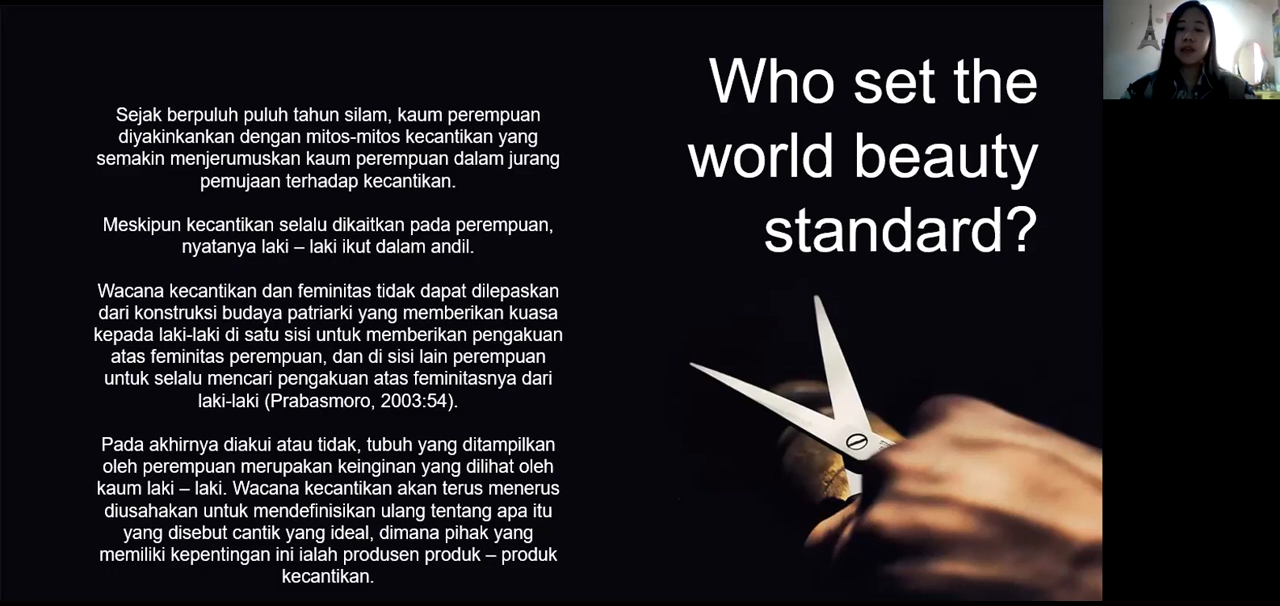 Sejak berpuluh puluh tahun silam, kaum perempuan
diyakinkankan dengan mitos-mitos kecantikan yang
semakin menjerumuskan kaum perempuan dalam jurang
pemujaan terhadap kecantikan.
Meskipun kecantikan selalu dikaitkan pada perempuan,
nyatanya laki – laki ikut dalam andil.
Wacana kecantikan dan feminitas tidak dapat dilepaskan
dari konstruksi budaya patriarki yang memberikan kuasa
kepada laki-laki di satu sisi untuk memberikan pengakuan
atas feminitas perempuan, dan di sisi lain perempuan
untuk selalu mencari pengakuan atas feminitasnya dari
laki-laki (Prabasmoro, 2003:54).
Pada akhirnya diakui atau tidak, tubuh yang ditampilkan
oleh perempuan merupakan keinginan yang dilihat oleh
kaum laki – laki. Wacana kecantikan akan terus menerus
diusahakan untuk mendefinisikan ulang tentang apa itu
yang disebut cantik yang ideal, dimana pihak yang
memiliki kepentingan ini ialah produsen produk – produk
kecantikan.
Who set the
world beauty
standard?